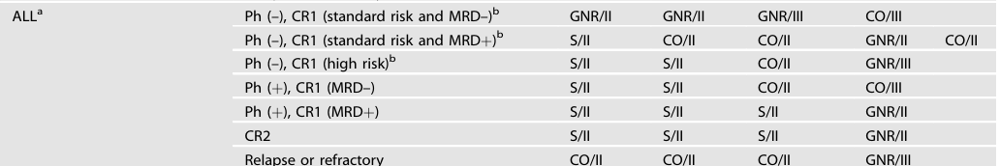 ALLa Ph (–), CR1 (standard risk and MRD–)b GNR/II GNR/II GNR/III CO/III
Ph (–), CR1 (standard risk and MRD+)b S/II CO/II CO/II GNR/II CO/II
Ph (–), CR1 (high risk)b S/II S/II CO/II GNR/III
Ph (+), CR1 (MRD–) S/II S/II CO/II CO/III
Ph (+), CR1 (MRD+) S/II S/II S/II GNR/II
CR2 S/II S/II S/II GNR/II
Relapse or refractory CO/II CO/II CO/II GNR/III